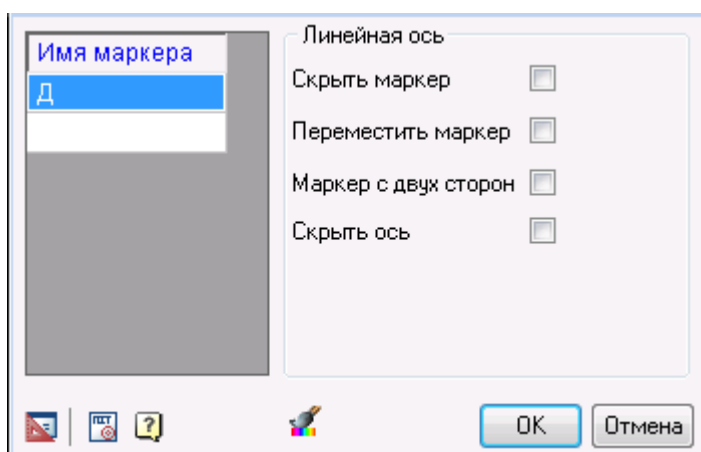 Имя маркера
Д
Линейная ось
Скрыть маркер
Переместить маркер
Маркер с двух сторон
Скрыть ось
ОК
Отмена